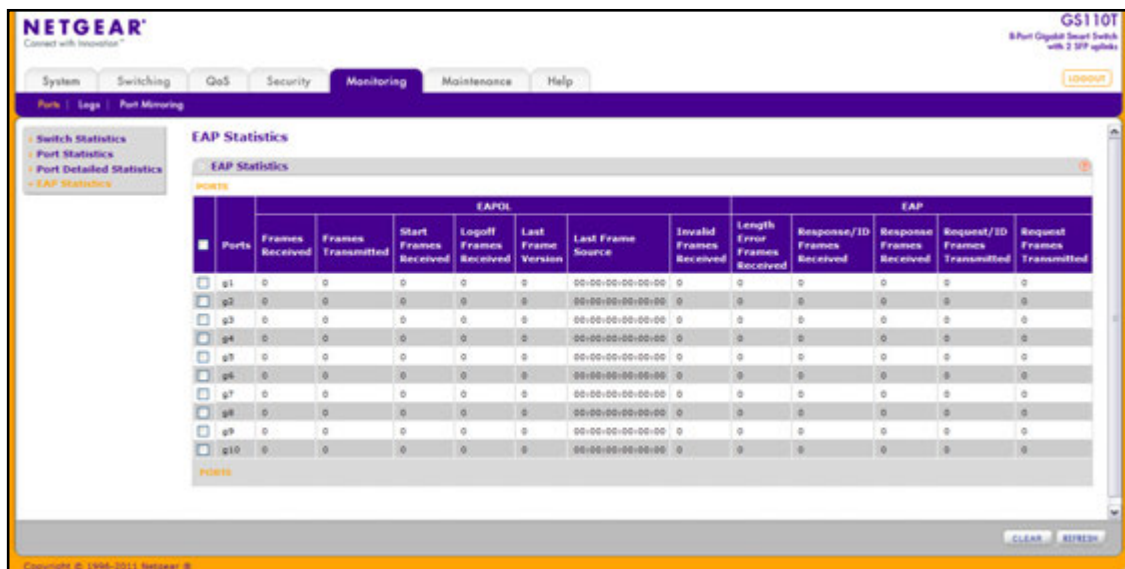 NETGEAR®
Connect with Innovation™
GS110T
8-Port Gigabit Smart Switch
with 2 SFP uplinks
System Switching QoS Security Monitoring Maintenance Help LOGOUT
Ports | Logs | Port Mirroring
Switch Statistics
Port Statistics
Port Detailed Statistics
EAP Statistics
EAP Statistics
EAP Statistics
PORTS
EAPOL EAP
Ports Frames Received Frames Transmitted Start Frames Received Logoff Frames Received Last Frame Version Last Frame Source Invalid Frames Received Length Error Frames Received Response/ID Frames Received Response Frames Received Request/ID Frames Transmitted Request Frames Transmitted
g1 0 0 0 0 0 00:00:00:00:00:00 0 0 0 0 0 0
g2 0 0 0 0 0 00:00:00:00:00:00 0 0 0 0 0 0
g3 0 0 0 0 0 00:00:00:00:00:00 0 0 0 0 0 0
g4 0 0 0 0 0 00:00:00:00:00:00 0 0 0 0 0 0
g5 0 0 0 0 0 00:00:00:00:00:00 0 0 0 0 0 0
g6 0 0 0 0 0 00:00:00:00:00:00 0 0 0 0 0 0
g7 0 0 0 0 0 00:00:00:00:00:00 0 0 0 0 0 0
g8 0 0 0 0 0 00:00:00:00:00:00 0 0 0 0 0 0
g9 0 0 0 0 0 00:00:00:00:00:00 0 0 0 0 0 0
g10 0 0 0 0 0 00:00:00:00:00:00 0 0 0 0 0 0
PORTS
CLEAR REFRESH
Copyright © 1996-2011 Netgear ®